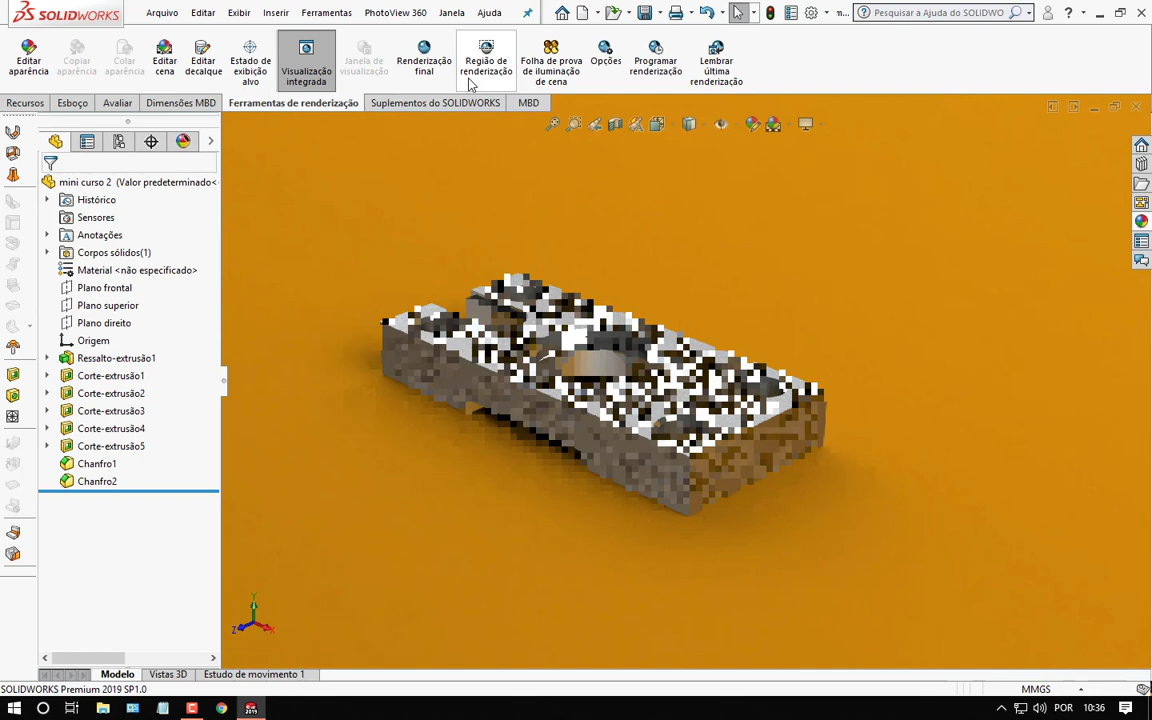 SOLIDWORKS
Arquivo Editar Exibir Inserir Ferramentas PhotoView 360 Janela Ajuda
m... Pesquisar a Ajuda do SOLIDWO
Editar aparência
Copiar aparência
Colar aparência
Editar cena
Editar decalque
Estado de exibição alvo
Visualização integrada
Janela de visualização
Renderização final
Região de renderização
Folha de prova de iluminação de cena
Opções
Programar renderização
Lembrar última renderização
Recursos Esboço Avaliar Dimensões MBD Ferramentas de renderização Suplementos do SOLIDWORKS MBD
mini curso 2 (Valor predeterminado<
Histórico
Sensores
Anotações
Corpos sólidos(1)
Material <não especificado>
Plano frontal
Plano superior
Plano direito
Origem
Ressalto-extrusão1
Corte-extrusão1
Corte-extrusão2
Corte-extrusão3
Corte-extrusão4
Corte-extrusão5
Chanfro1
Chanfro2
Y
Z X
Modelo Vistas 3D Estudo de movimento 1
SOLIDWORKS Premium 2019 SP1.0 MMGS
2019 POR 10:36